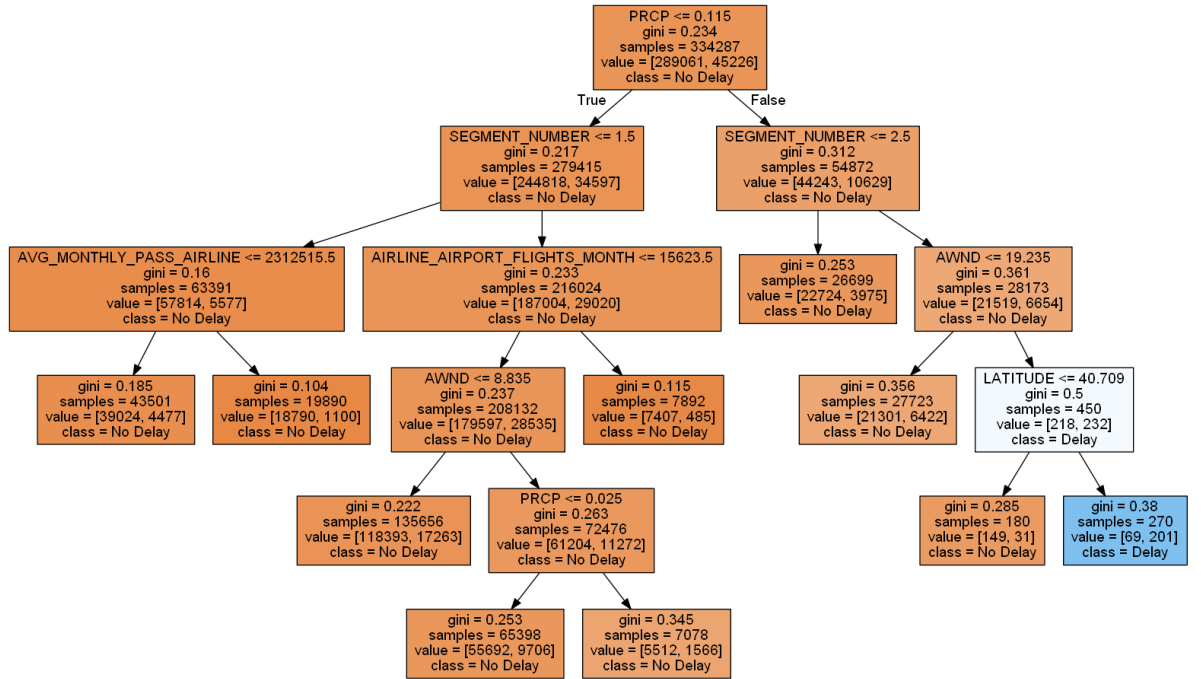 PRCP <= 0.115
gini = 0.234
samples = 334287
value = [289061, 45226]
class = No Delay
True
False
SEGMENT_NUMBER <= 1.5
gini = 0.217
samples = 279415
value = [244818, 34597]
class = No Delay
SEGMENT_NUMBER <= 2.5
gini = 0.312
samples = 54872
value = [44243, 10629]
class = No Delay
AVG_MONTHLY_PASS_AIRLINE <= 2312515.5
gini = 0.16
samples = 63391
value = [57814, 5577]
class = No Delay
AIRLINE_AIRPORT_FLIGHTS_MONTH <= 15623.5
gini = 0.233
samples = 216024
value = [187004, 29020]
class = No Delay
gini = 0.253
samples = 26699
value = [22724, 3975]
class = No Delay
AWND <= 19.235
gini = 0.361
samples = 28173
value = [21519, 6654]
class = No Delay
gini = 0.185
samples = 43501
value = [39024, 4477]
class = No Delay
gini = 0.104
samples = 19890
value = [18790, 1100]
class = No Delay
AWND <= 8.835
gini = 0.237
samples = 208132
value = [179597, 28535]
class = No Delay
gini = 0.115
samples = 7892
value = [7407, 485]
class = No Delay
gini = 0.356
samples = 27723
value = [21301, 6422]
class = No Delay
LATITUDE <= 40.709
gini = 0.5
samples = 450
value = [218, 232]
class = Delay
gini = 0.222
samples = 135656
value = [118393, 17263]
class = No Delay
PRCP <= 0.025
gini = 0.263
samples = 72476
value = [61204, 11272]
class = No Delay
gini = 0.285
samples = 180
value = [149, 31]
class = No Delay
gini = 0.38
samples = 270
value = [69, 201]
class = Delay
gini = 0.253
samples = 65398
value = [55692, 9706]
class = No Delay
gini = 0.345
samples = 7078
value = [5512, 1566]
class = No Delay